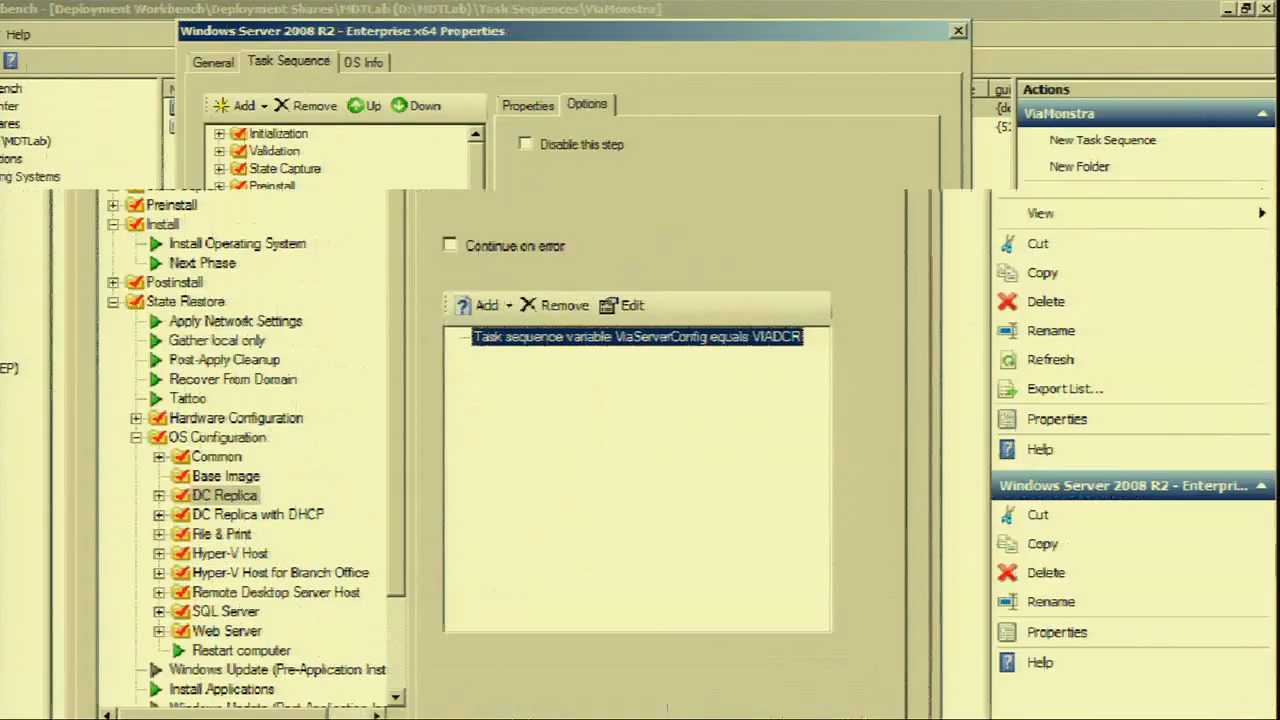 bench - [Deployment Workbench\Deployment Shares\MDTLab (D:\MDTLab)\Task Sequences\ViaMonstra]
Help
Windows Server 2008 R2 - Enterprise x64 Properties
General
Task Sequence
OS Info
Add
Remove
Up
Down
Properties
Options
Initialization
Validation
State Capture
Preinstall
Disable this step
Actions
ViaMonstra
New Task Sequence
New Folder
MDTLab)
ng Systems
EP)
Preinstall
Install
Install Operating System
Next Phase
Postinstall
State Restore
Apply Network Settings
Gather local only
Post-Apply Cleanup
Recover From Domain
Tattoo
Hardware Configuration
OS Configuration
Common
Base Image
DC Replica
DC Replica with DHCP
File & Print
Hyper-V Host
Hyper-V Host for Branch Office
Remote Desktop Server Host
SQL Server
Web Server
Restart computer
Windows Update (Pre-Application Inst
Install Applications
Continue on error
Add
Remove
Edit
Task sequence variable ViaServerConfig equals VIADCR
View
Cut
Copy
Delete
Rename
Refresh
Export List...
Properties
Help
Windows Server 2008 R2 - Enterpri...
Cut
Copy
Delete
Rename
Properties
Help